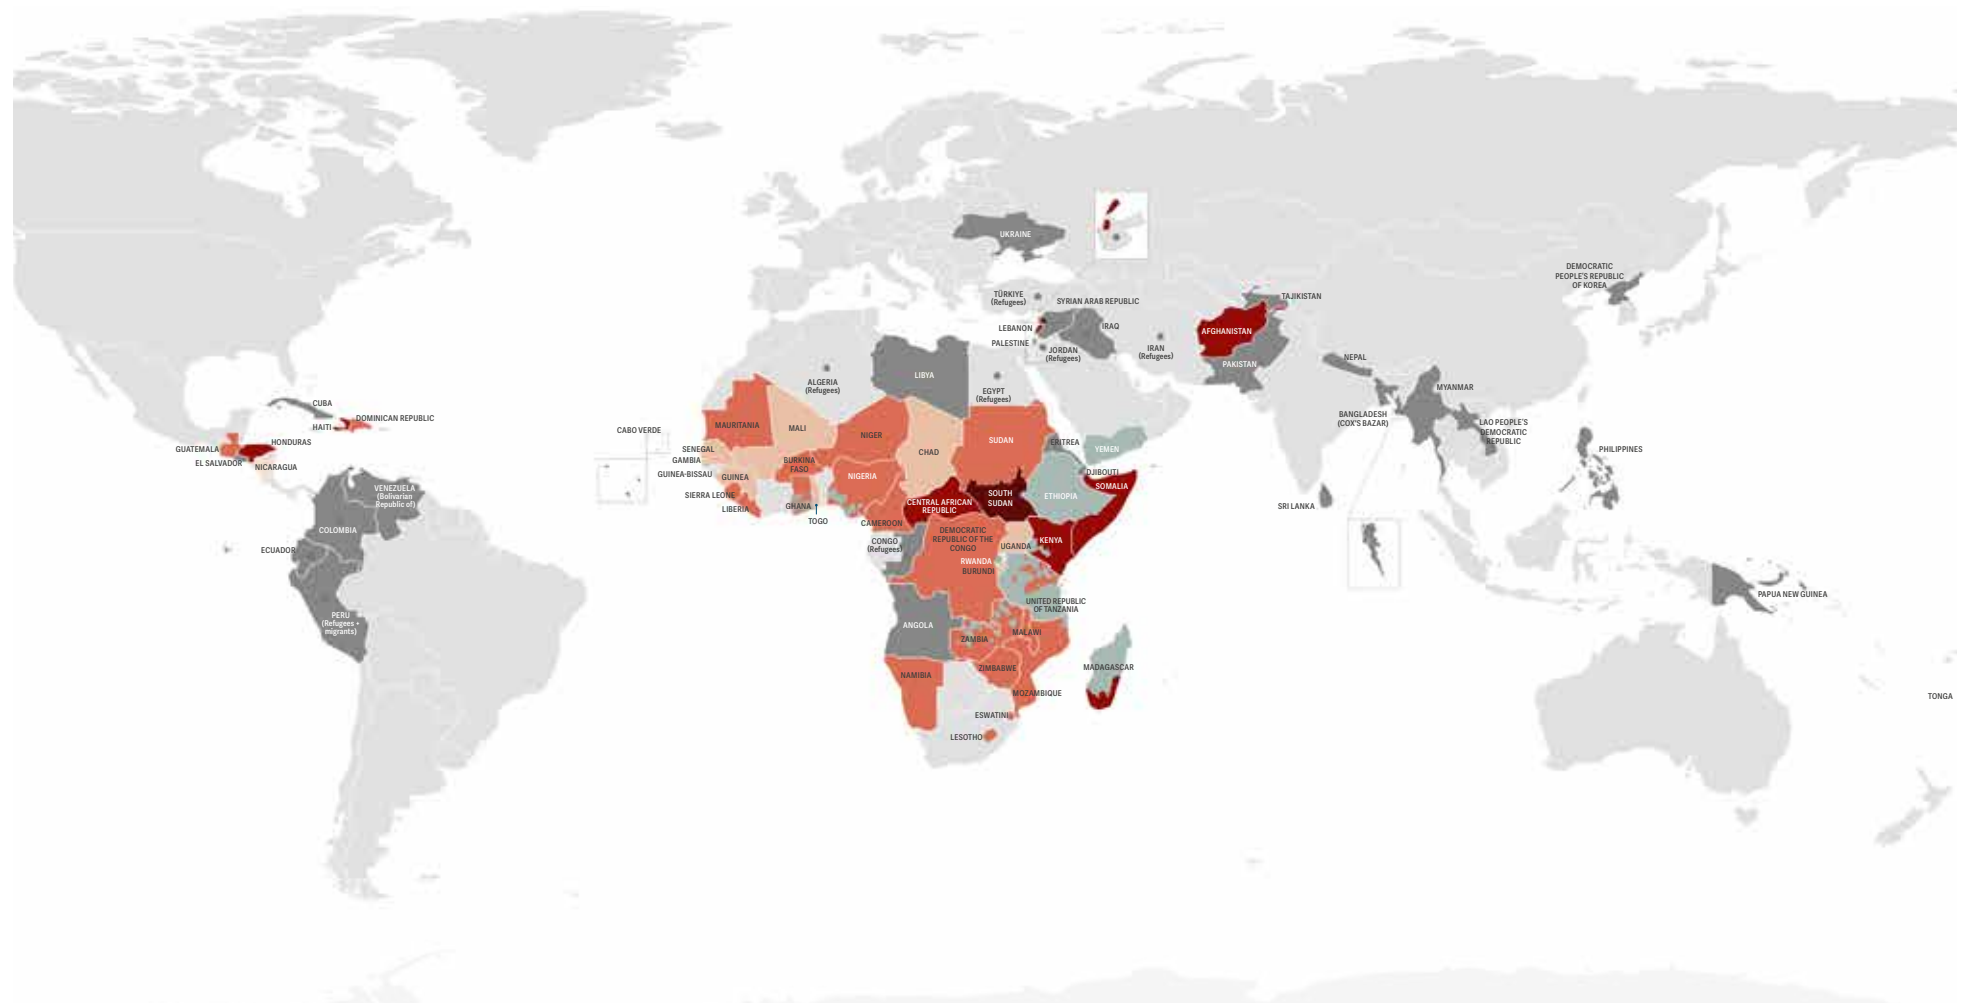 UKRAINE
DEMOCRATIC
PEOPLE'S REPUBLIC
OF KOREA
TÜRKIYE
(Refugees)
SYRIAN ARAB REPUBLIC
TAJIKISTAN
LEBANON
IRAQ
AFGHANISTAN
PALESTINE
JORDAN
(Refugees)
IRAN
(Refugees)
PAKISTAN
NEPAL
LIBYA
ALGERIA
(Refugees)
EGYPT
(Refugees)
MYANMAR
CUBA
HAITI
DOMINICAN REPUBLIC
BANGLADESH
(COX'S BAZAR)
LAO PEOPLE'S
DEMOCRATIC
REPUBLIC
CABO VERDE
MAURITANIA
MALI
NIGER
CHAD
SUDAN
ERITREA
YEMEN
GUATEMALA
HONDURAS
EL SALVADOR
NICARAGUA
PHILIPPINES
SENEGAL
GAMBIA
GUINEA-BISSAU
GUINEA
BURKINA
FASO
NIGERIA
DJIBOUTI
SOMALIA
VENEZUELA
(Bolivarian
Republic of)
SIERRA LEONE
LIBERIA
GHANA
TOGO
CENTRAL AFRICAN
REPUBLIC
SOUTH
SUDAN
ETHIOPIA
SRI LANKA
COLOMBIA
CAMEROON
ECUADOR
CONGO
(Refugees)
DEMOCRATIC
REPUBLIC OF THE
CONGO
UGANDA
KENYA
RWANDA
BURUNDI
PERU
(Refugees +
migrants)
UNITED REPUBLIC
OF TANZANIA
PAPUA NEW GUINEA
ANGOLA
ZAMBIA
MALAWI
NAMIBIA
ZIMBABWE
MADAGASCAR
MOZAMBIQUE
TONGA
ESWATINI
LESOTHO